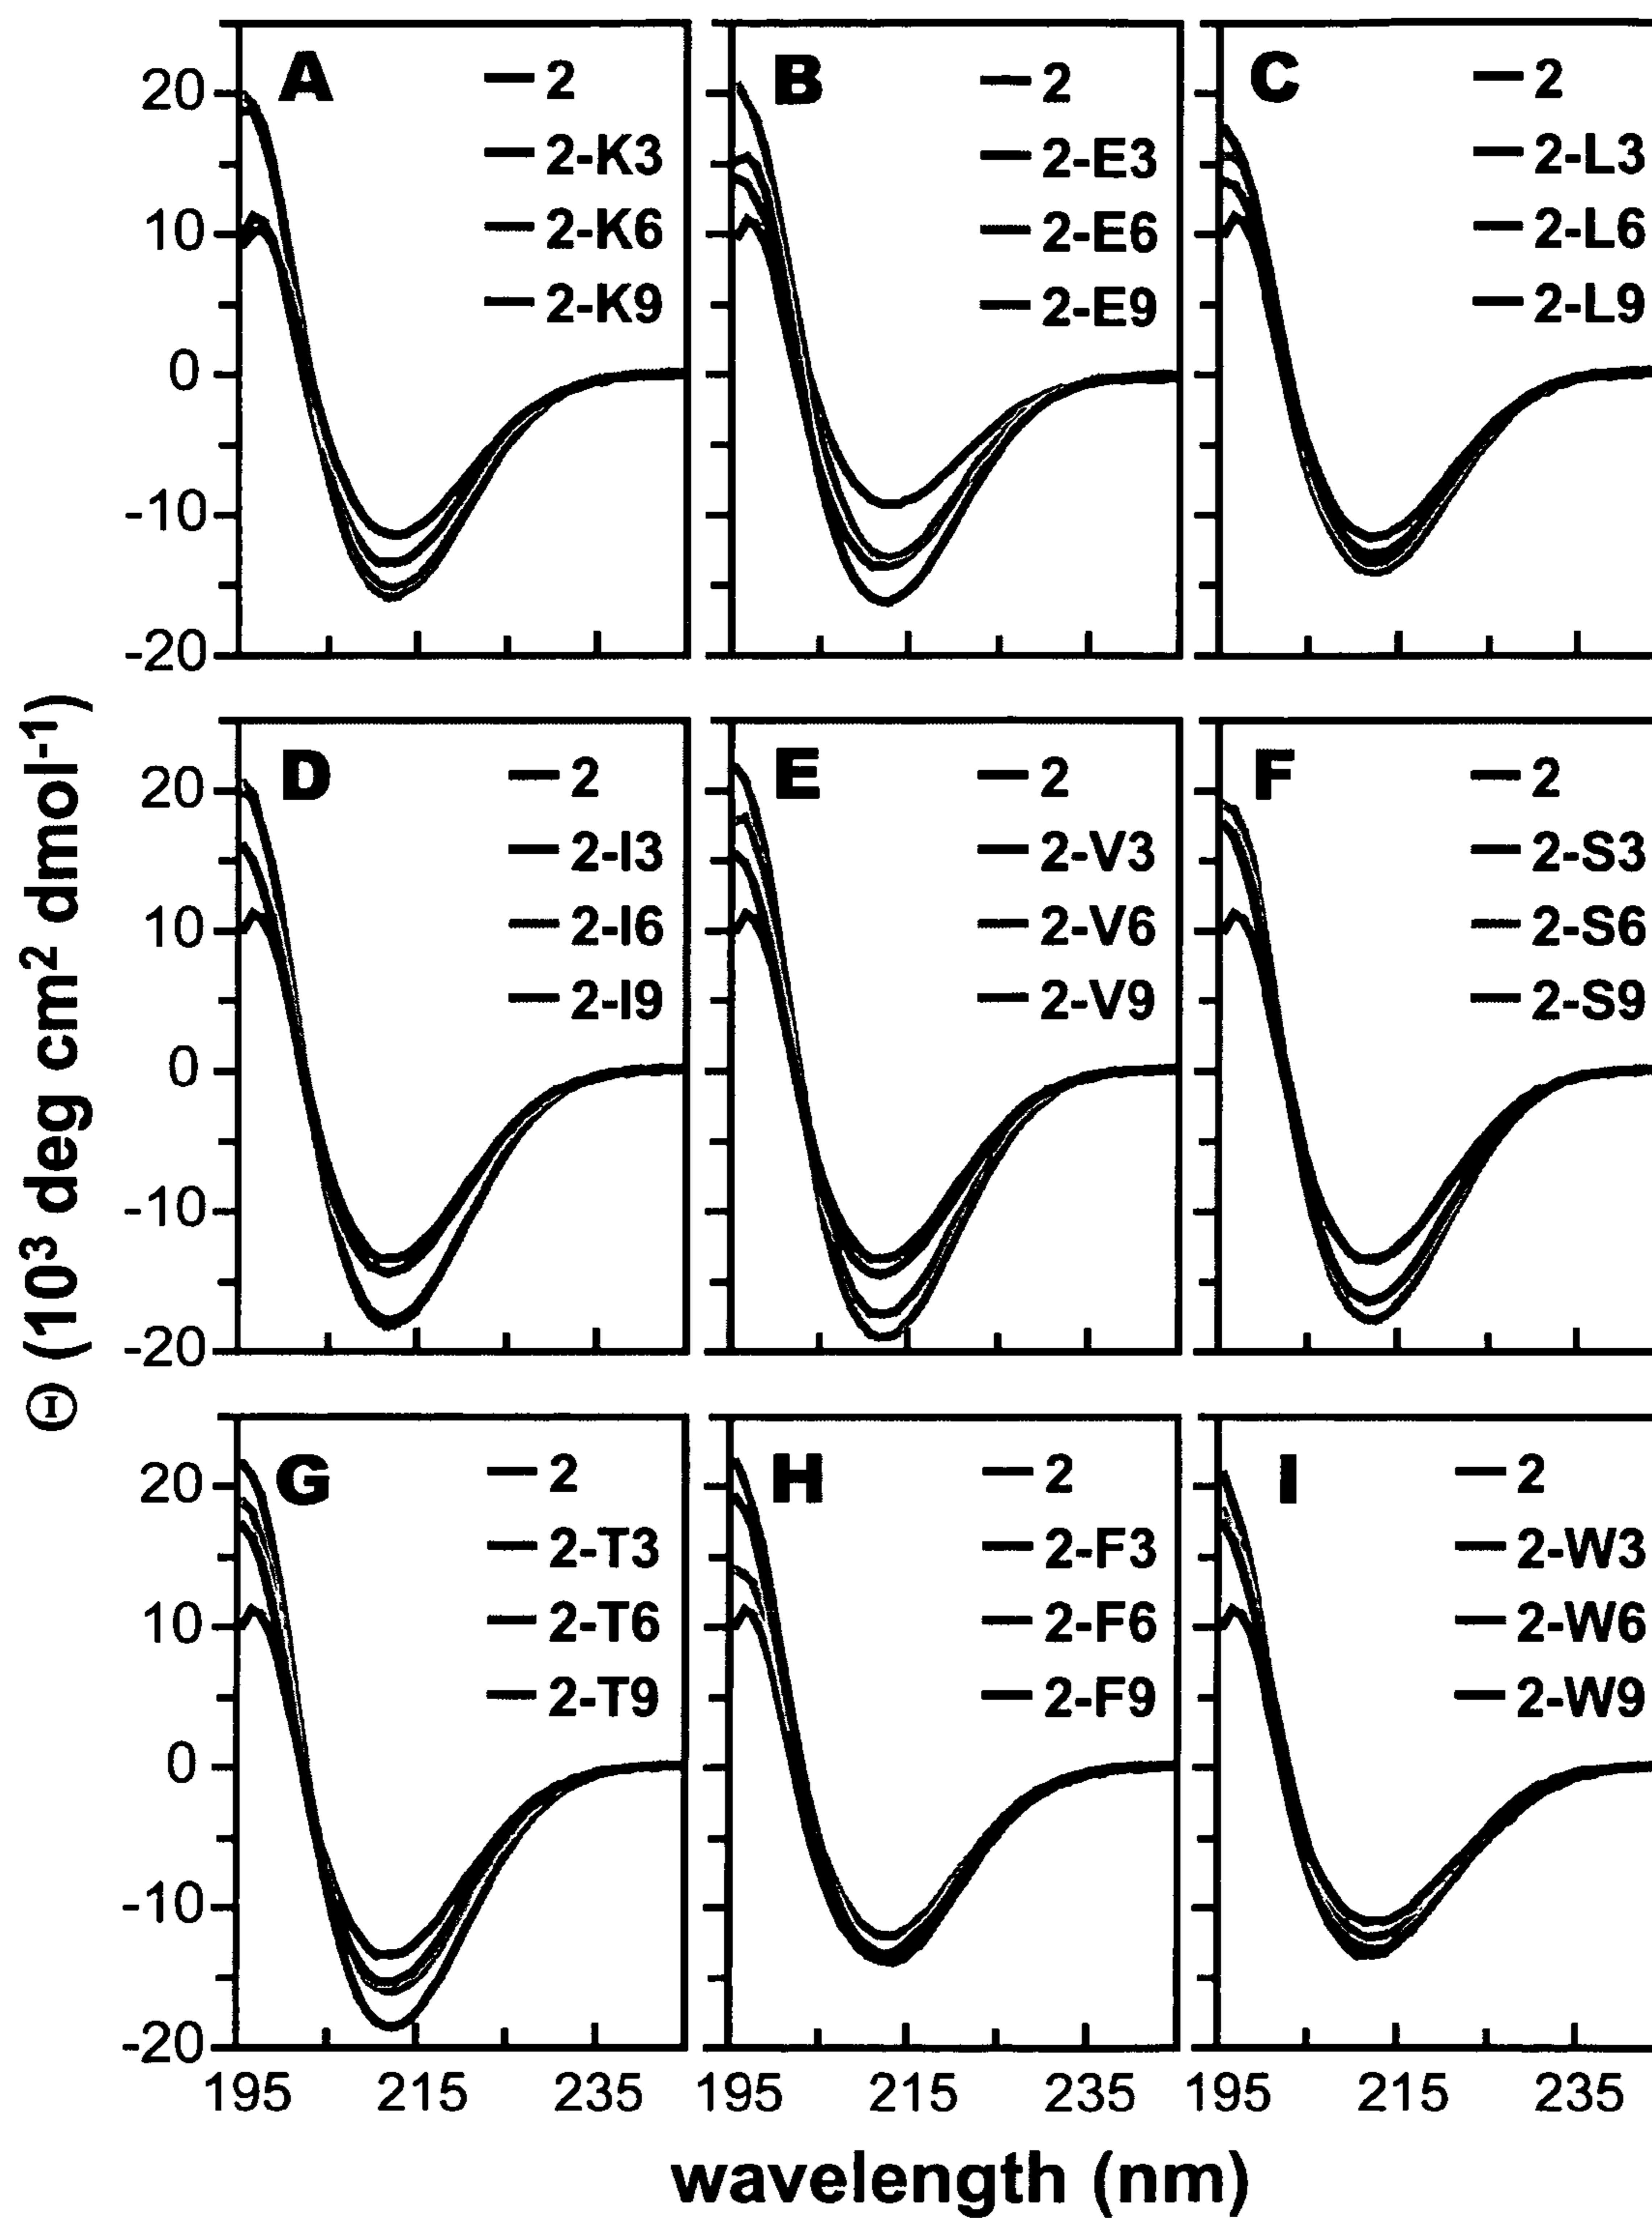 Θ (10³ deg cm² dmol⁻¹)
A
2
2-K3
2-K6
2-K9
20
10
0
-10
-20
B
2
2-E3
2-E6
2-E9
C
2
2-L3
2-L6
2-L9
D
2
2-I3
2-I6
2-I9
20
10
0
-10
-20
E
2
2-V3
2-V6
2-V9
F
2
2-S3
2-S6
2-S9
G
2
2-T3
2-T6
2-T9
20
10
0
-10
-20
H
2
2-F3
2-F6
2-F9
I
2
2-W3
2-W6
2-W9
195 215 235 195 215 235 195 215 235
wavelength (nm)